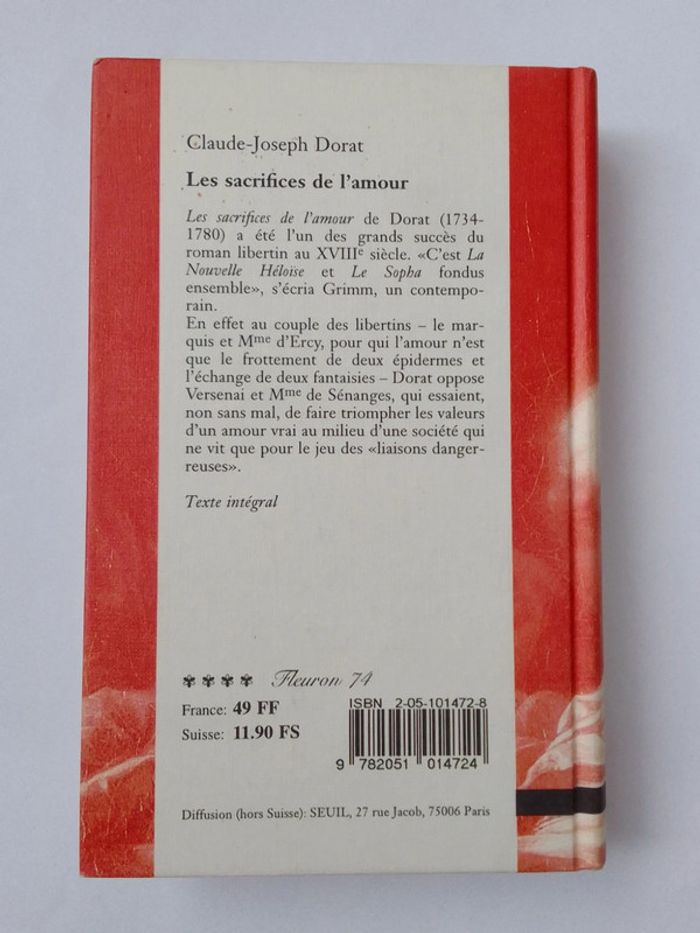 Claude-Joseph Dorat
Les sacrifices de l'amour
Les sacrifices de l'amour de Dorat (1734-
1780) a été l'un des grands succès du
roman libertin au XVIIIe siècle. «C'est La
Nouvelle Héloise et Le Sopha fondus
ensemble», s'écria Grimm, un contempo-
rain.
En effet au couple des libertins – le mar-
quis et Mme d'Ercy, pour qui l'amour n'est
que le frottement de deux épidermes et
l'échange de deux fantaisies – Dorat oppose
Versenai et Mme de Sénanges, qui essaient,
non sans mal, de faire triompher les valeurs
d'un amour vrai au milieu d'une société qui
ne vit que pour le jeu des «liaisons danger-
reuses».
Texte intégral
Fleuron 74
France: 49 FF
Suisse: 11.90 FS
ISBN 2-05-101472-8
9 782051 014724
Diffusion (hors Suisse): SEUIL, 27 rue Jacob, 75006 Paris